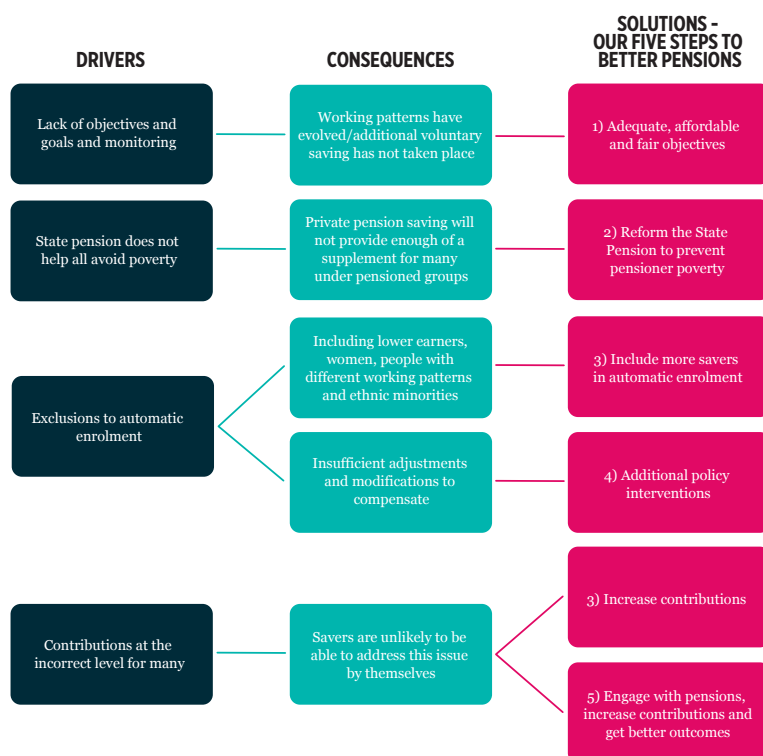 DRIVERS
CONSEQUENCES
SOLUTIONS -
OUR FIVE STEPS TO
BETTER PENSIONS
Lack of objectives and
goals and monitoring
Working patterns have
evolved/additional voluntary
saving has not taken place
1) Adequate, affordable
and fair objectives
State pension does not
help all avoid poverty
Private pension saving will
not provide enough of a
supplement for many
under pensioned groups
2) Reform the State
Pension to prevent
pensioner poverty
Exclusions to automatic
enrolment
Including lower earners,
women, people with
different working patterns
and ethnic minorities
3) Include more savers
in automatic enrolment
Insufficient adjustments
and modifications to
compensate
4) Additional policy
interventions
Contributions at the
incorrect level for many
Savers are unlikely to be
able to address this issue
by themselves
3) Increase contributions
5) Engage with pensions,
increase contributions and
get better outcomes